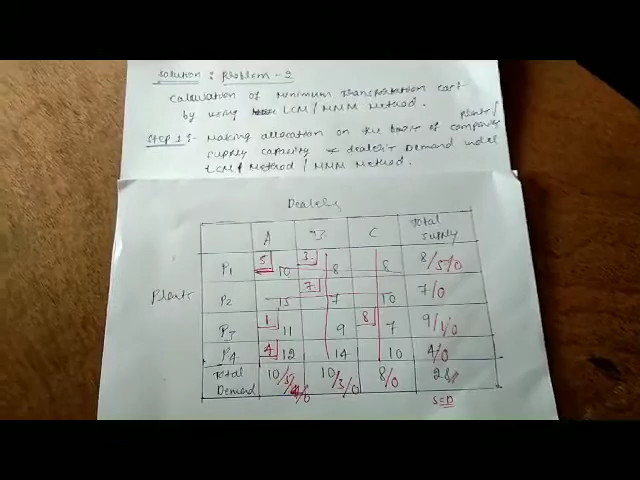 Solution : Problem - 2
Calculation of Minimum Transportation cost
by using LCM / MMM Method.
STEP 1 :- Making allocation on the basis of company plant /
supply capacity & dealer's Demand under
LCM / Method / MMM Method.
Dealers
A B C Total Supply
P1 5 10 3 8 8 8/5/0
Plants P2 15 7 7 10 7/0
P3 1 11 9 8 7 9/1/0
P4 4 12 14 10 4/0
Total Demand 10/5/4/0 10/3/0 8/0 28
S=D